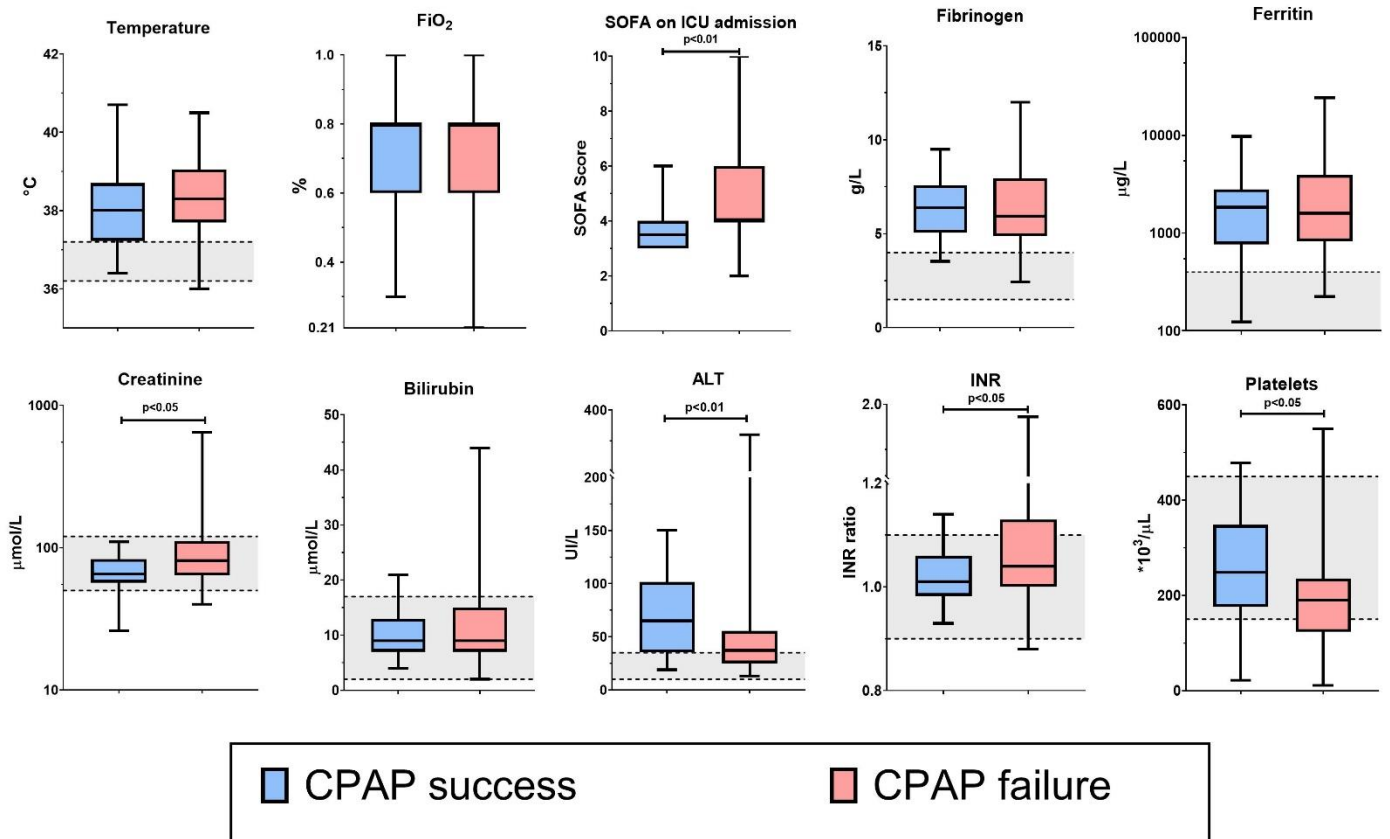 Temperature
42
40
38
36
°C
FiO₂
1.0
0.8
0.6
0.4
0.21
%
SOFA on ICU admission
p<0.01
10
8
6
4
2
0
SOFA Score
Fibrinogen
15
10
5
0
g/L
Ferritin
100000
10000
1000
100
µg/L
Creatinine
p<0.05
1000
100
10
µmol/L
Bilirubin
50
40
30
20
10
0
µmol/L
ALT
p<0.01
400
200
150
100
50
0
UI/L
INR
p<0.05
2.0
1.2
1.0
0.8
INR ratio
Platelets
p<0.05
600
400
200
0
*10³/µL
CPAP success
CPAP failure